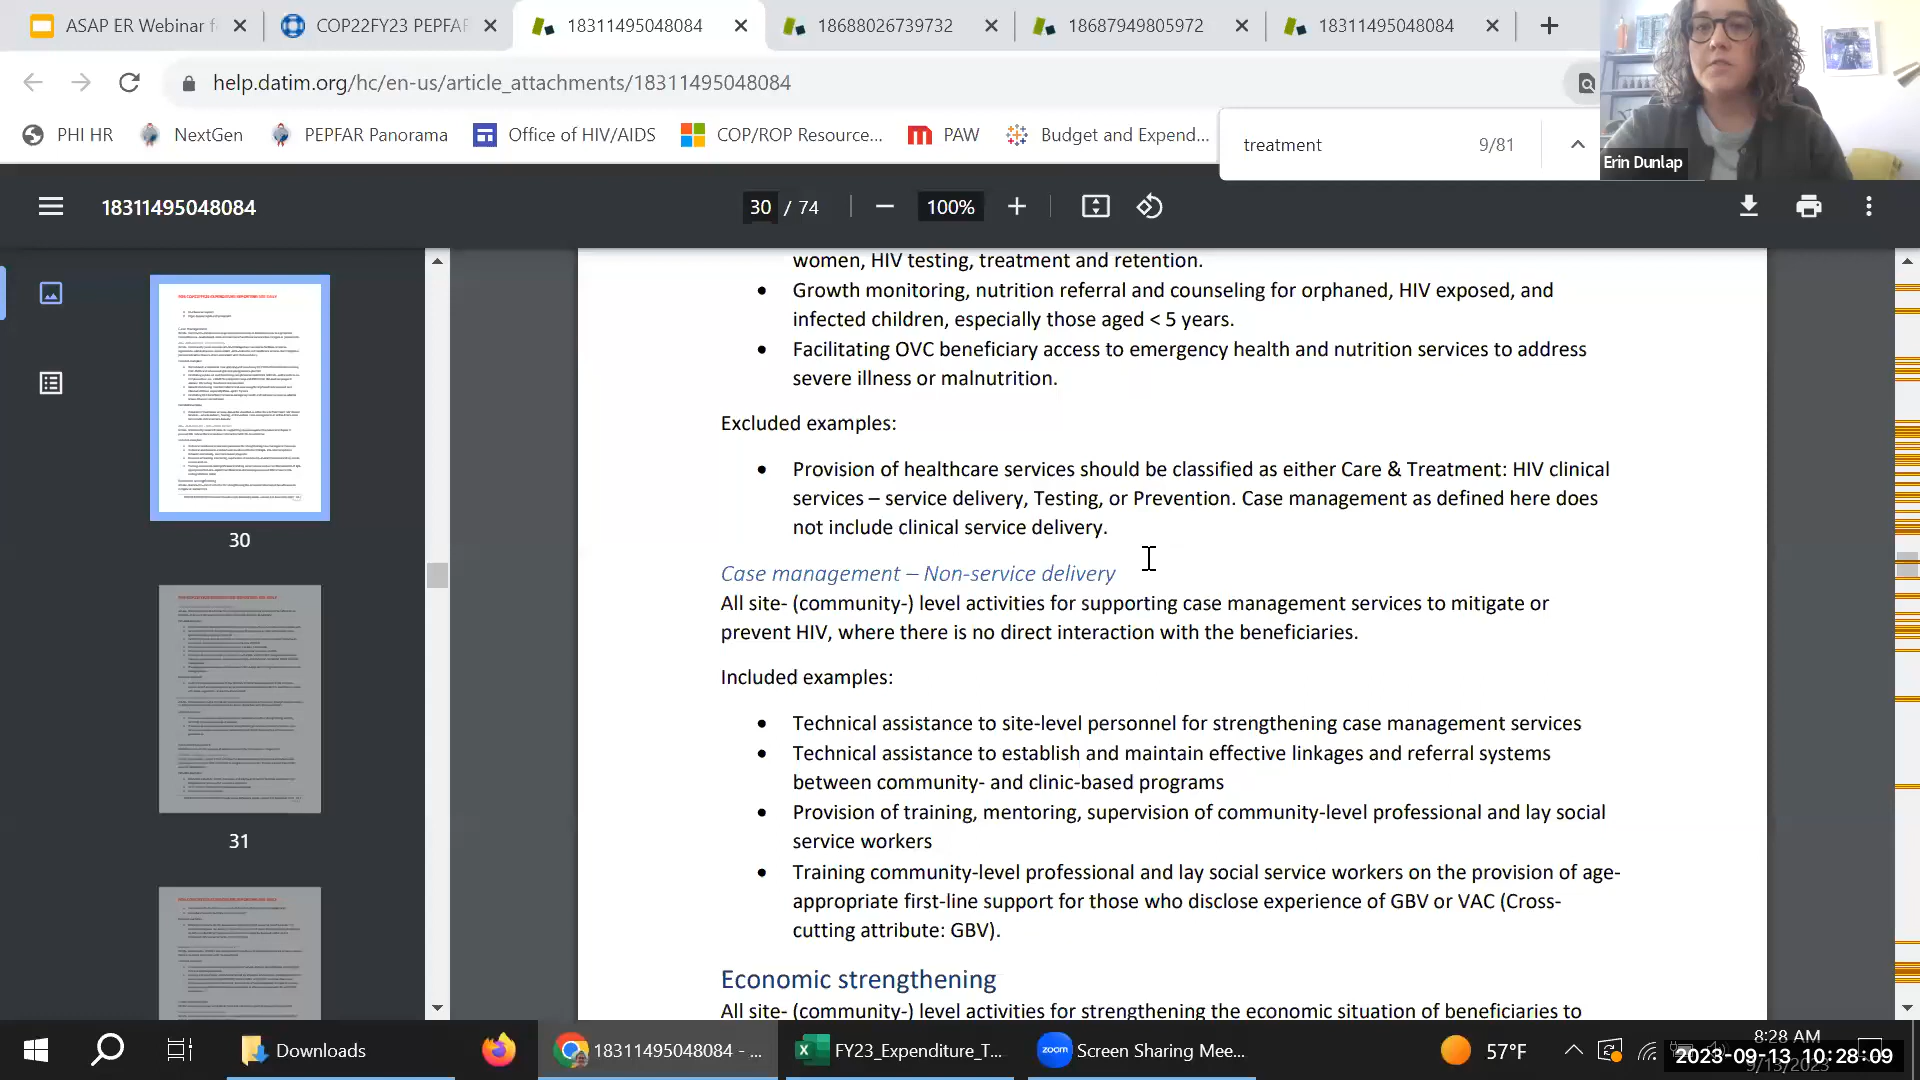 ASAP ER Webinar f
COP22FY23 PEPFAR
18311495048084
18688026739732
18687949805972
18311495048084
help.datim.org/hc/en-us/article_attachments/18311495048084
PHI HR
NextGen
PEPFAR Panorama
Office of HIV/AIDS
COP/ROP Resource...
PAW
Budget and Expend...
treatment
9/81
Erin Dunlap
18311495048084
30 / 74
100%
women, HIV testing, treatment and retention.
• Growth monitoring, nutrition referral and counseling for orphaned, HIV exposed, and
infected children, especially those aged < 5 years.
• Facilitating OVC beneficiary access to emergency health and nutrition services to address
severe illness or malnutrition.
Excluded examples:
• Provision of healthcare services should be classified as either Care & Treatment: HIV clinical
services – service delivery, Testing, or Prevention. Case management as defined here does
not include clinical service delivery.
Case management – Non-service delivery
All site- (community-) level activities for supporting case management services to mitigate or
prevent HIV, where there is no direct interaction with the beneficiaries.
Included examples:
• Technical assistance to site-level personnel for strengthening case management services
• Technical assistance to establish and maintain effective linkages and referral systems
between community- and clinic-based programs
• Provision of training, mentoring, supervision of community-level professional and lay social
service workers
• Training community-level professional and lay social service workers on the provision of age-
appropriate first-line support for those who disclose experience of GBV or VAC (Cross-
cutting attribute: GBV).
Economic strengthening
All site- (community-) level activities for strengthening the economic situation of beneficiaries to
30
31
Downloads
18311495048084 - ...
FY23_Expenditure_T...
zoom
Screen Sharing Mee...
57°F
8:28 AM
9/13/2023
2023-09-13 10:28:09